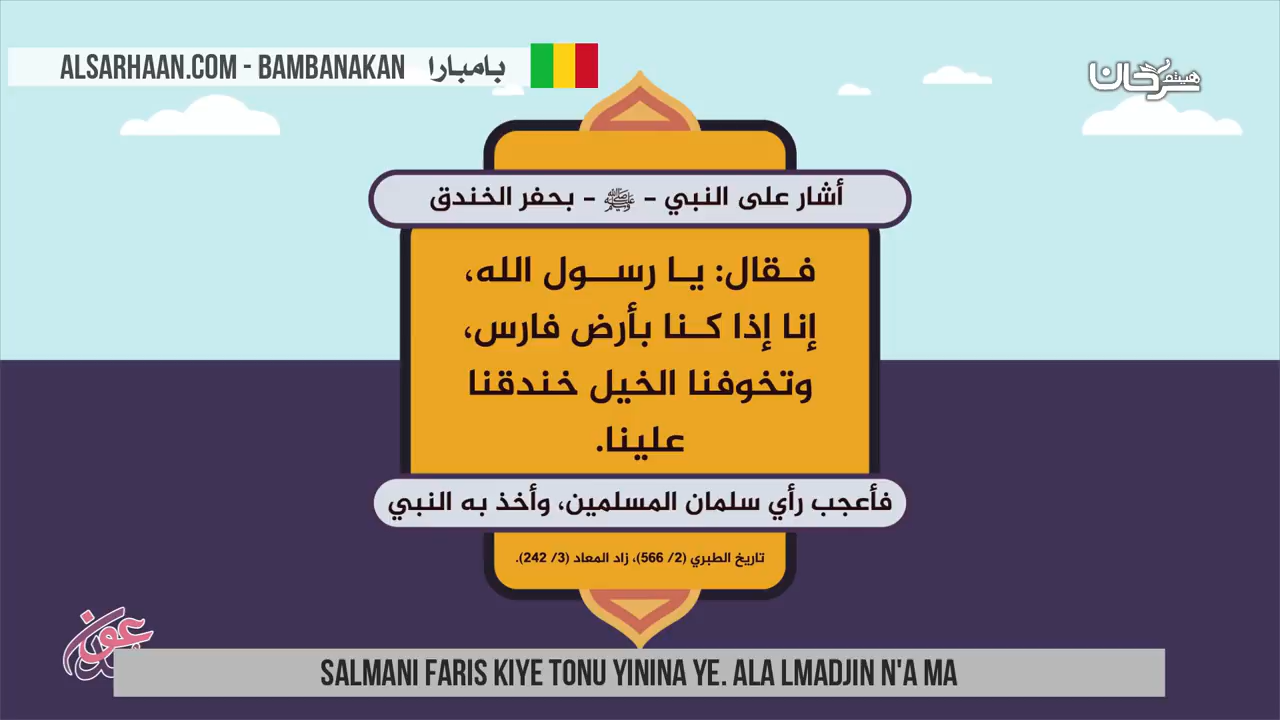 ALSARHAAN.COM - BAMBANAKAN بامبارا
هيثم سرحان
أشار على النبي - ﷺ - بحفر الخندق
فقال: يا رسول الله،
إنا إذا كنا بأرض فارس،
وتخوفنا الخيل خندقنا
علينا.
فأعجب رأي سلمان المسلمين، وأخذ به النبي
تاريخ الطبري (2/ 566)، زاد المعاد (3/ 242).
SALMANI FARIS KIYE TONU YININA YE. ALA LMADJIN N'A MA